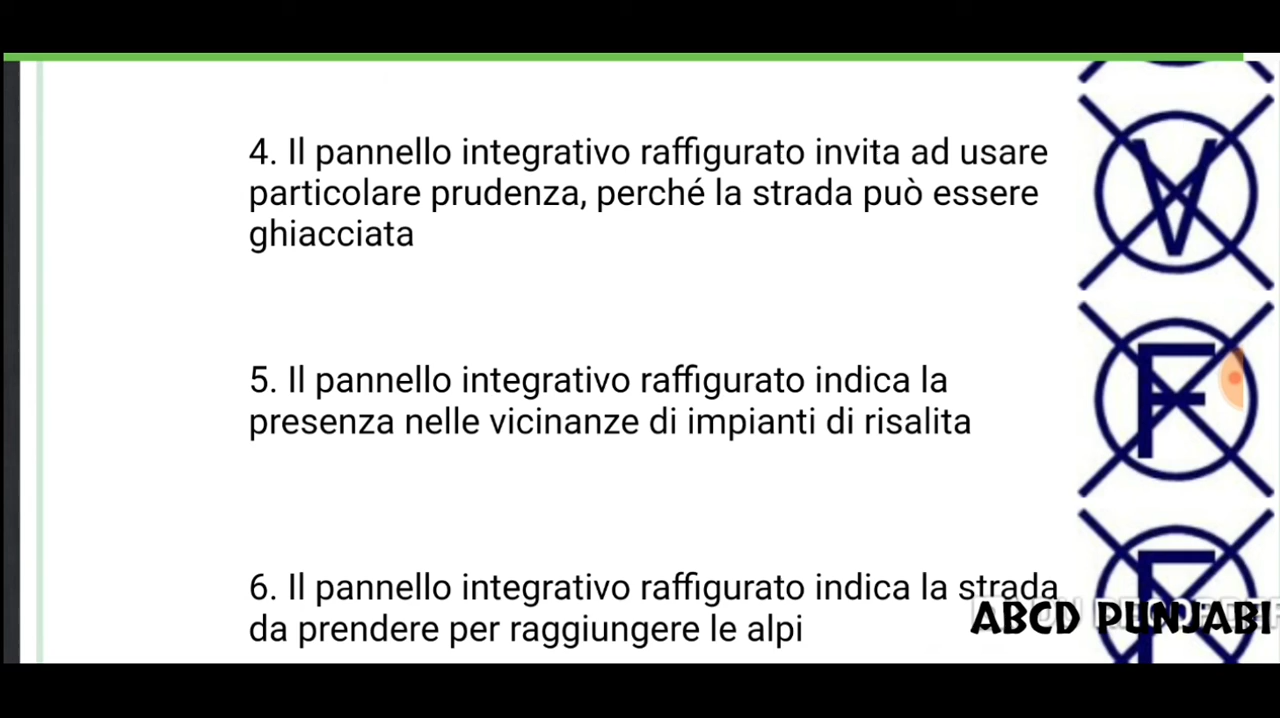 4. Il pannello integrativo raffigurato invita ad usare
particolare prudenza, perché la strada può essere
ghiacciata
V
5. Il pannello integrativo raffigurato indica la
presenza nelle vicinanze di impianti di risalita
F
6. Il pannello integrativo raffigurato indica la strada
da prendere per raggiungere le alpi
F
ABCD PUNJABI